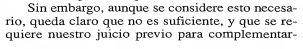 Sin embargo, aunque se considere esto necesa-
rio, queda claro que no es suficiente, y que se re-
quiere nuestro juicio previo para complementar-